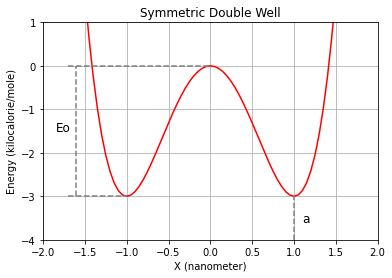 Symmetric Double Well
Energy (kilocalorie/mole)
1
0
−1
−2
−3
−4
Eo
a
−2.0 −1.5 −1.0 −0.5 0.0 0.5 1.0 1.5 2.0
X (nanometer)